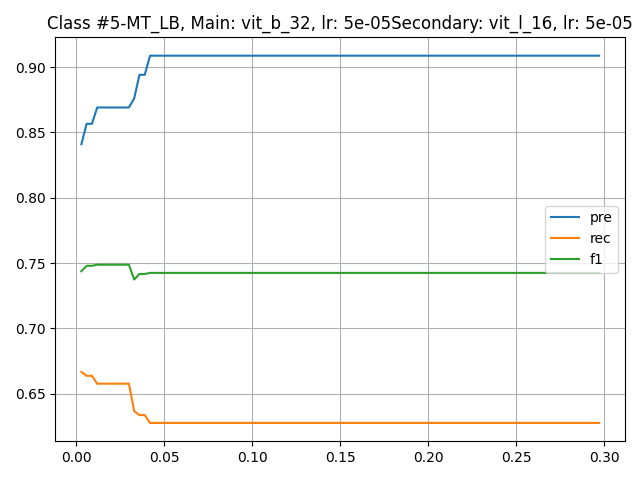 Class #5-MT_LB, Main: vit_b_32, lr: 5e-05Secondary: vit_l_16, lr: 5e-05
0.90
0.85
0.80
0.75
0.70
0.65
pre
rec
f1
0.00 0.05 0.10 0.15 0.20 0.25 0.30